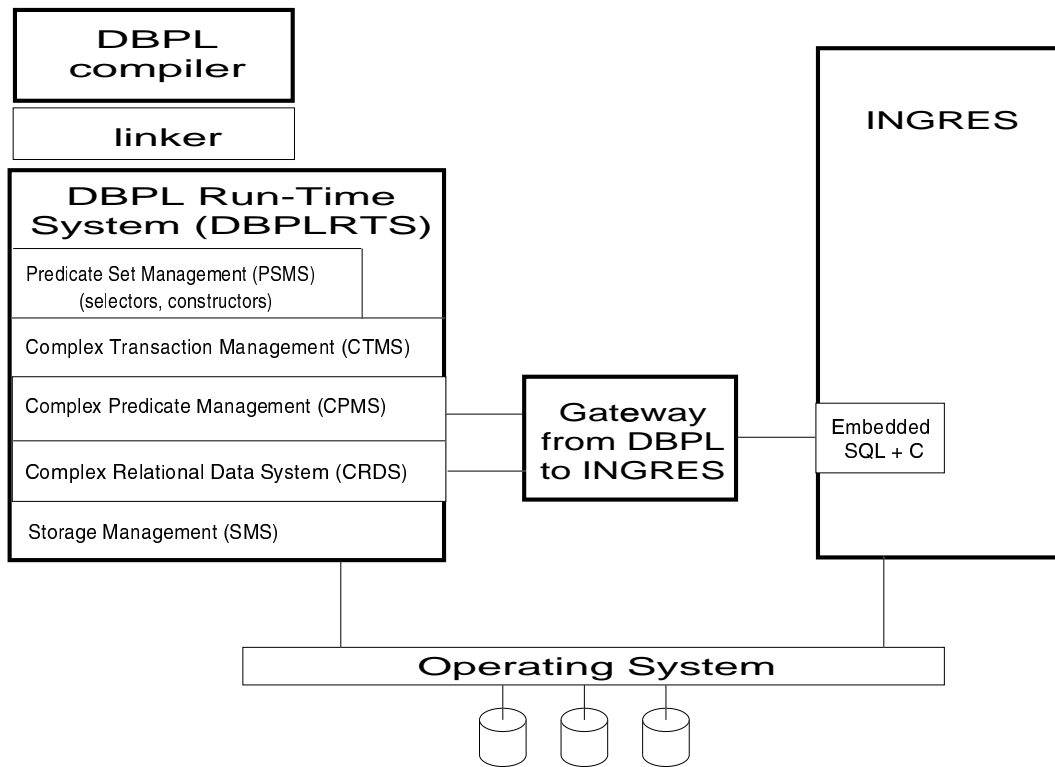 DBPL
compiler
linker
DBPL Run-Time
System (DBPLRTS)
Predicate Set Management (PSMS)
(selectors, constructors)
Complex Transaction Management (CTMS)
Complex Predicate Management (CPMS)
Complex Relational Data System (CRDS)
Storage Management (SMS)
Gateway
from DBPL
to INGRES
INGRES
Embedded
SQL + C
Operating System